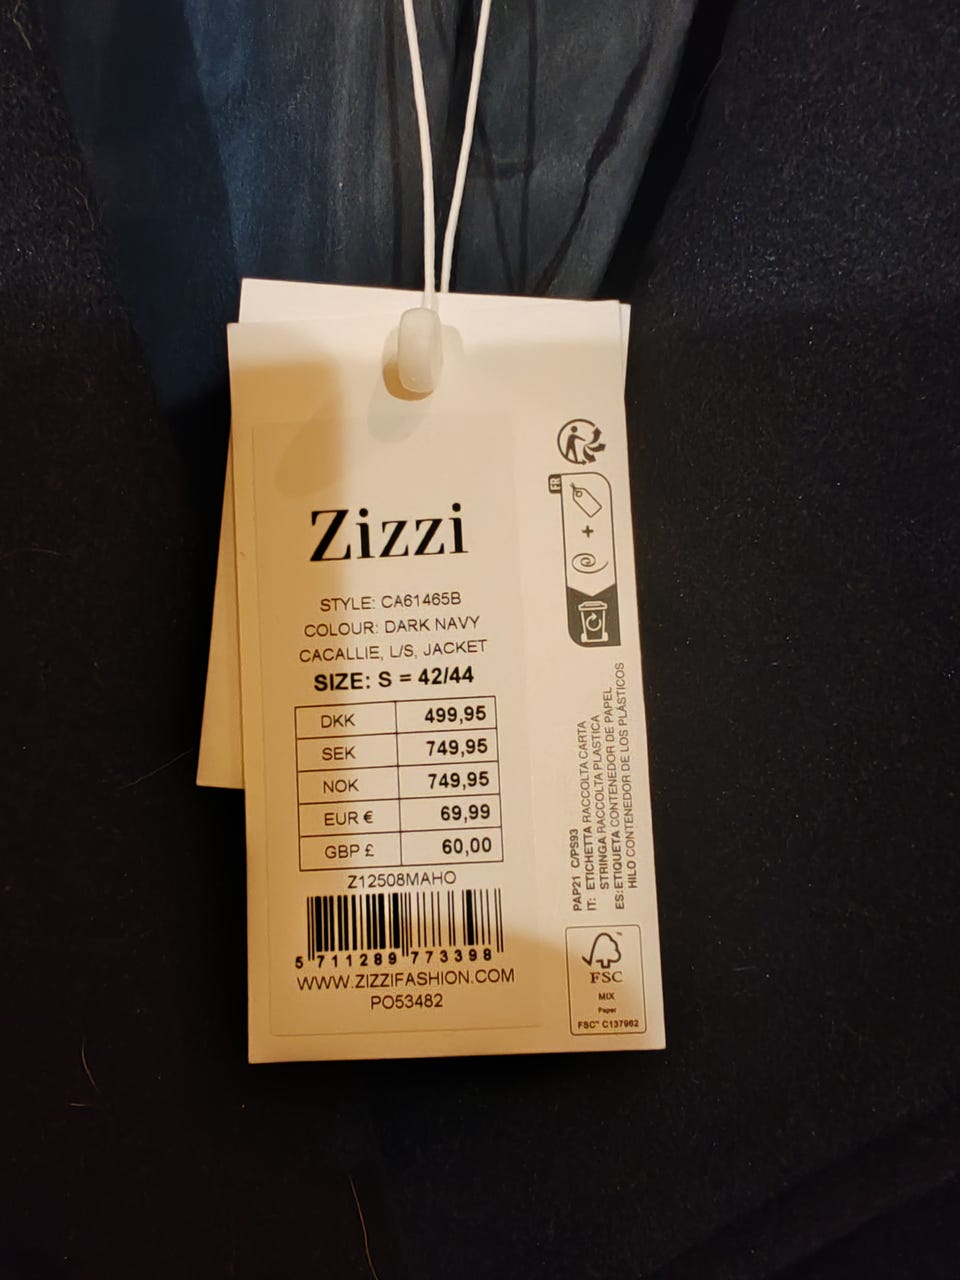 Zizzi
STYLE: CA61465B
COLOUR: DARK NAVY
CACALLIE, L/S, JACKET
SIZE: S = 42/44
DKK 499,95
SEK 749,95
NOK 749,95
EUR € 69,99
GBP £ 60,00
Z12508MAHO
5 711289 773398
WWW.ZIZZIFASHION.COM
PO53482
FR
+
PAP21 C/PS93
IT: ETICHETTA RACCOLTA CARTA
STRINGA RACCOLTA PLASTICA
ES: ETIQUETA CONTENEDOR DE PAPEL
HILO CONTENEDOR DE LOS PLÁSTICOS
FSC
MIX
Paper
FSC™ C137962